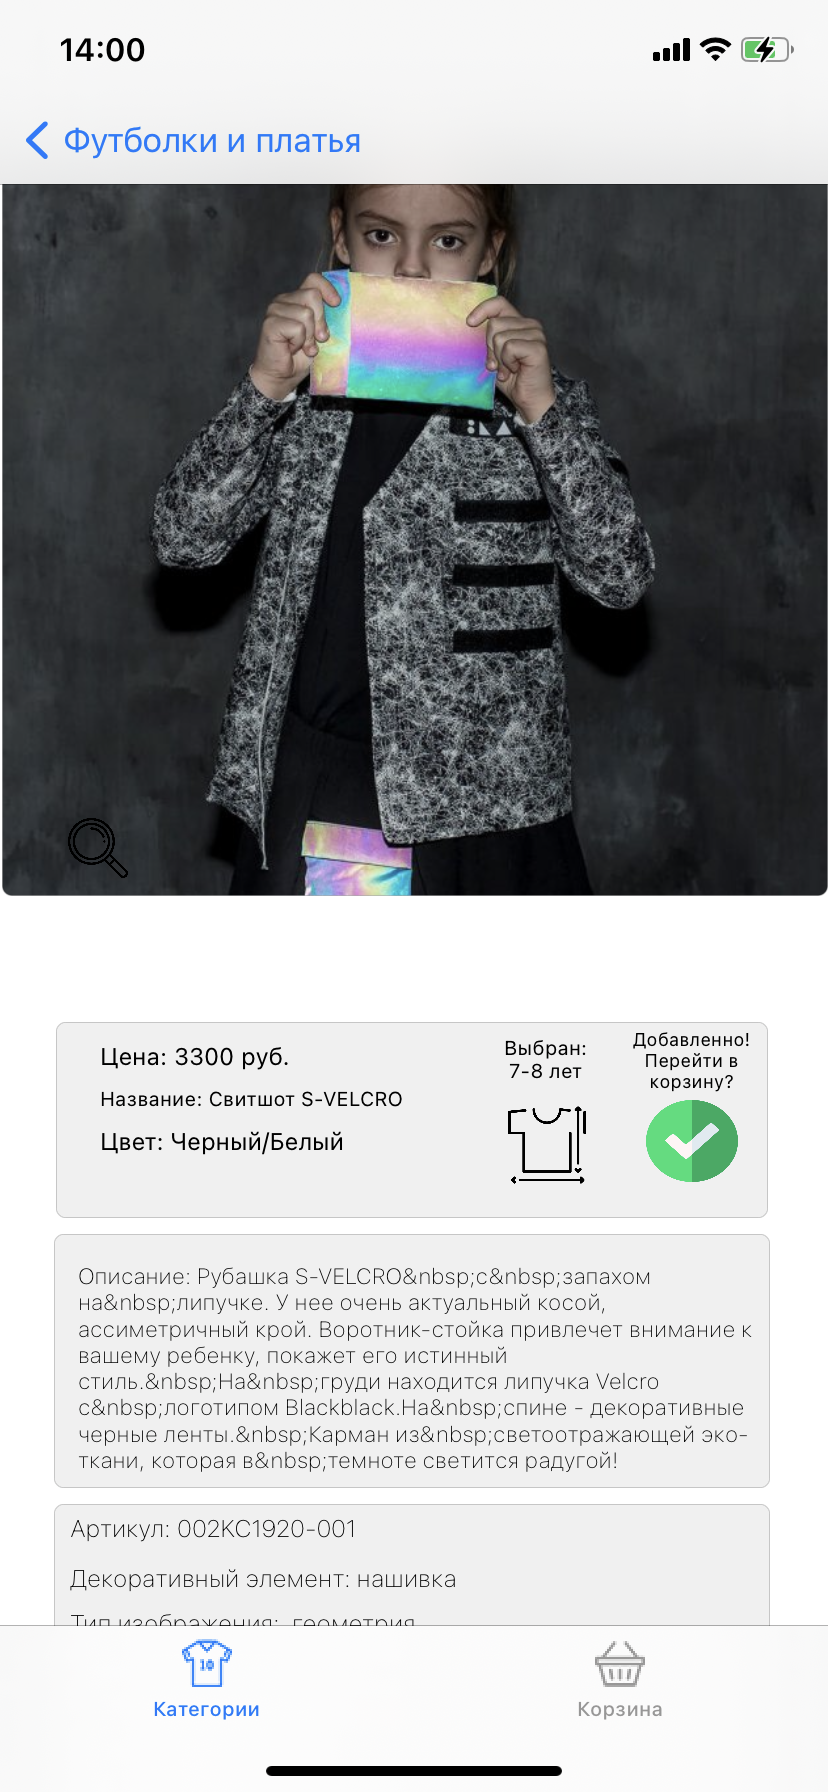 14:00
Футболки и платья
Цена: 3300 руб.
Название: Свитшот S-VELCRO
Цвет: Черный/Белый
Выбран:
7-8 лет
Добавленно!
Перейти в
корзину?
Описание: Рубашка S-VELCRO&nbsp;с&nbsp;запахом
на&nbsp;липучке. У нее очень актуальный косой,
ассиметричный крой. Воротник-стойка привлечет внимание к
вашему ребенку, покажет его истинный
стиль.&nbsp;На&nbsp;груди находится липучка Velcro
с&nbsp;логотипом Blackblack.На&nbsp;спине - декоративные
черные ленты.&nbsp;Карман из&nbsp;светоотражающей эко-
ткани, которая в&nbsp;темноте светится радугой!
Артикул: 002KC1920-001
Декоративный элемент: нашивка
Тип изображения: геометрия
10
Категории
Корзина